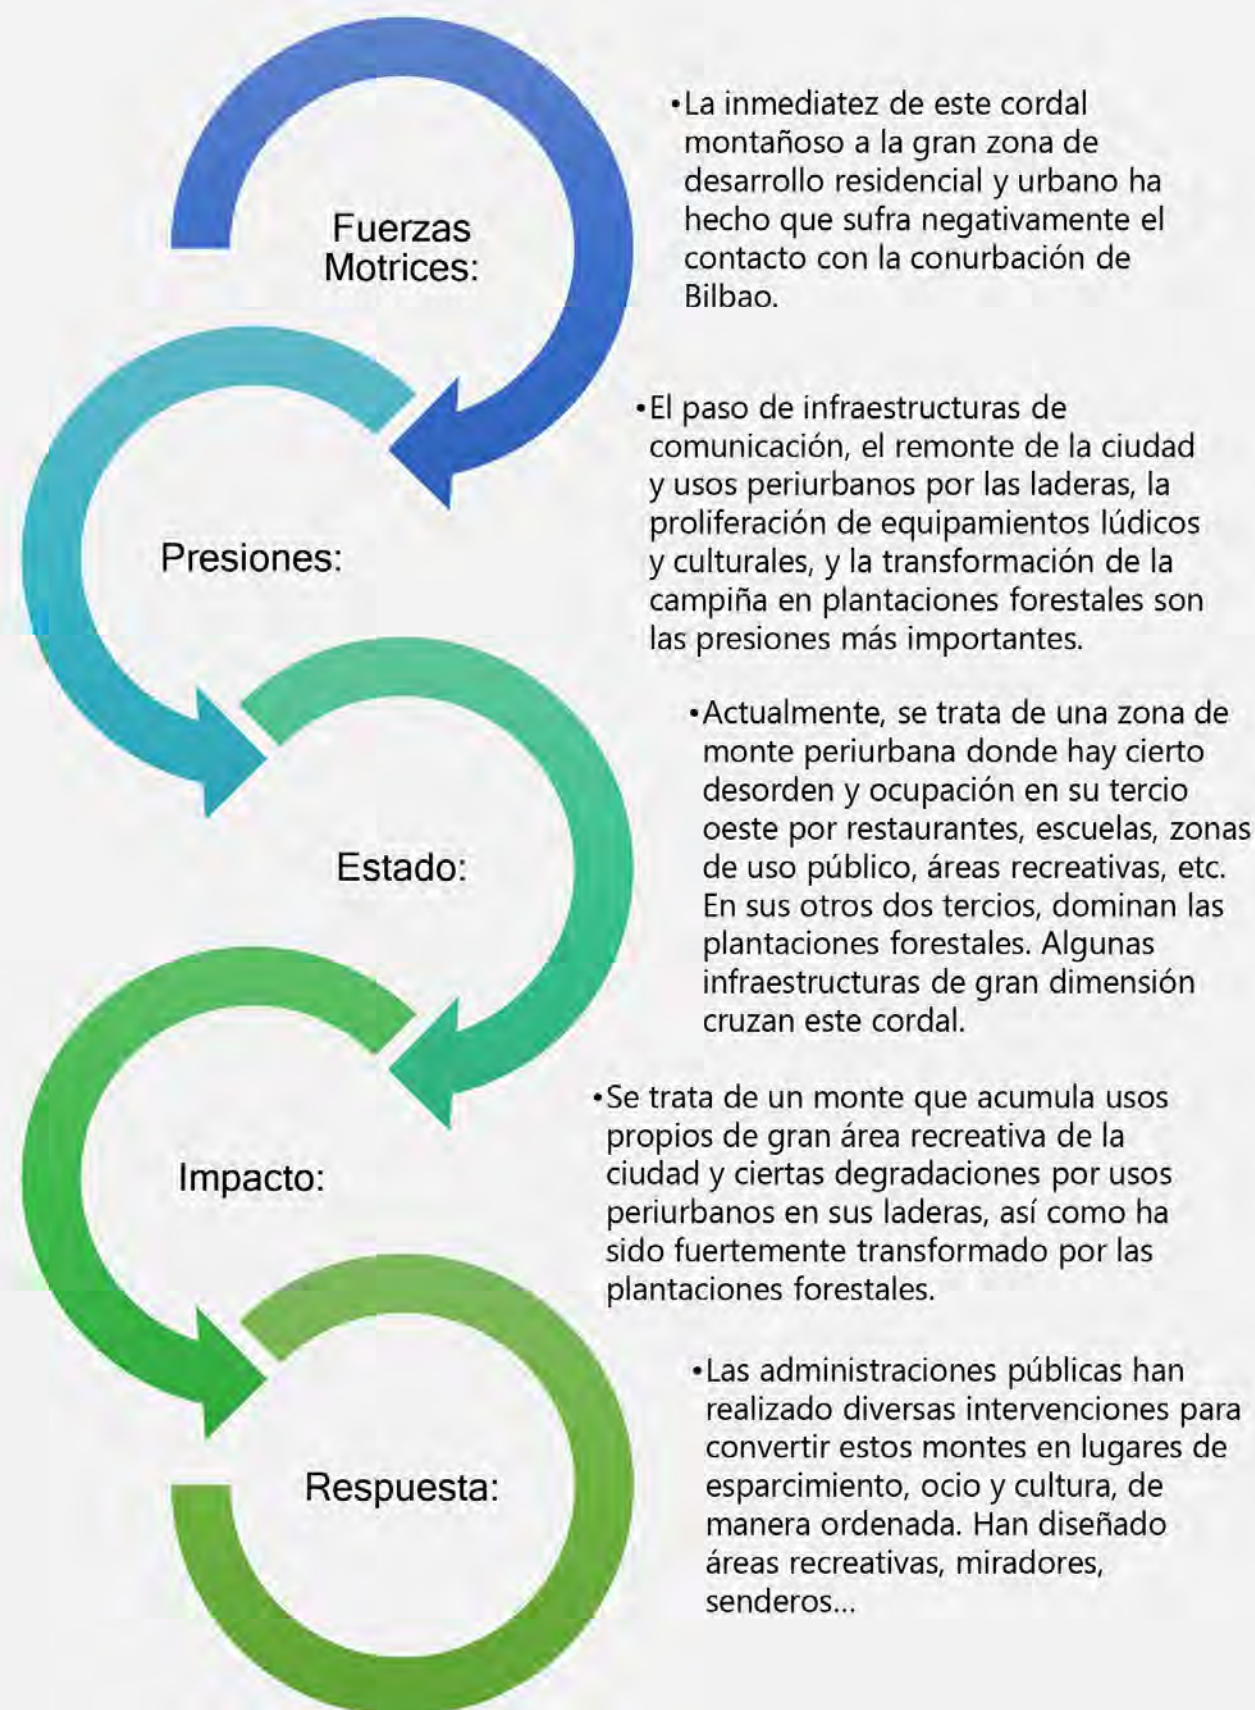 Fuerzas
Motrices:
•La inmediatez de este cordal
montañoso a la gran zona de
desarrollo residencial y urbano ha
hecho que sufra negativamente el
contacto con la conurbación de
Bilbao.
Presiones:
•El paso de infraestructuras de
comunicación, el remonte de la ciudad
y usos periurbanos por las laderas, la
proliferación de equipamientos lúdicos
y culturales, y la transformación de la
campiña en plantaciones forestales son
las presiones más importantes.
Estado:
•Actualmente, se trata de una zona de
monte periurbana donde hay cierto
desorden y ocupación en su tercio
oeste por restaurantes, escuelas, zonas
de uso público, áreas recreativas, etc.
En sus otros dos tercios, dominan las
plantaciones forestales. Algunas
infraestructuras de gran dimensión
cruzan este cordal.
Impacto:
•Se trata de un monte que acumula usos
propios de gran área recreativa de la
ciudad y ciertas degradaciones por usos
periurbanos en sus laderas, así como ha
sido fuertemente transformado por las
plantaciones forestales.
Respuesta:
•Las administraciones públicas han
realizado diversas intervenciones para
convertir estos montes en lugares de
esparcimiento, ocio y cultura, de
manera ordenada. Han diseñado
áreas recreativas, miradores,
senderos...